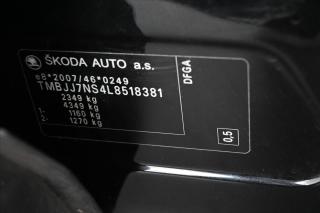 ŠKODA AUTO a.s.
e8*2007/46*0249
TMBJJ7NS4L8518381
2349 kg
4349 kg
1- 1160 kg
2- 1270 kg
DFGA
0,5